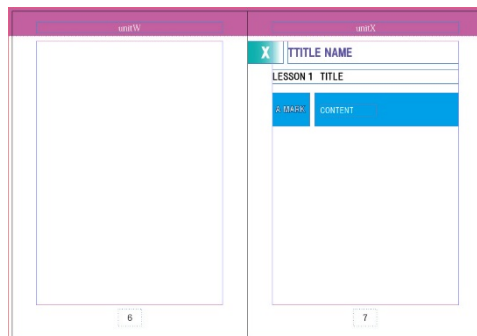 unitW
6
unitX
X TTITLE NAME
LESSON 1 TITLE
A MARK CONTENT
7